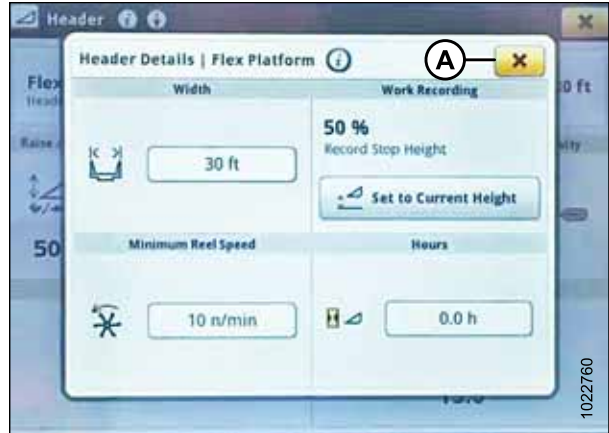 Header
Header Details | Flex Platform
A
Flex
30 ft
Width
Work Recording
50 %
Record Stop Height
30 ft
Set to Current Height
50
Minimum Reel Speed
Hours
10 n/min
0.0 h
1022760